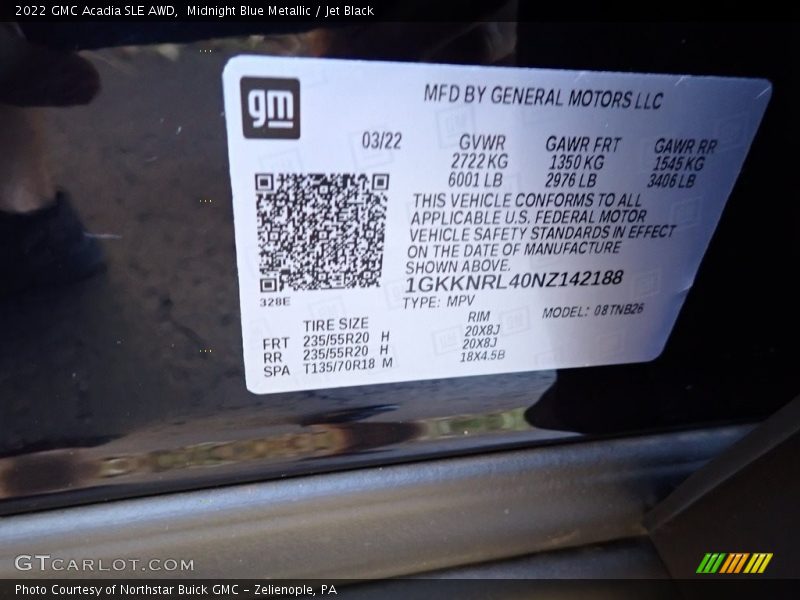 2022 GMC Acadia SLE AWD, Midnight Blue Metallic / Jet Black
gm
MFD BY GENERAL MOTORS LLC
03/22 GVWR GAWR FRT GAWR RR
2722 KG 1350 KG 1545 KG
6001 LB 2976 LB 3406 LB
THIS VEHICLE CONFORMS TO ALL
APPLICABLE U.S. FEDERAL MOTOR
VEHICLE SAFETY STANDARDS IN EFFECT
ON THE DATE OF MANUFACTURE
SHOWN ABOVE.
1GKKNRL40NZ142188
328E
TYPE: MPV MODEL: 08TNB26
TIRE SIZE RIM
FRT 235/55R20 H 20X8J
RR 235/55R20 H 20X8J
SPA T135/70R18 M 18X4.5B
GTCARLOT.COM
Photo Courtesy of Northstar Buick GMC - Zelienople, PA